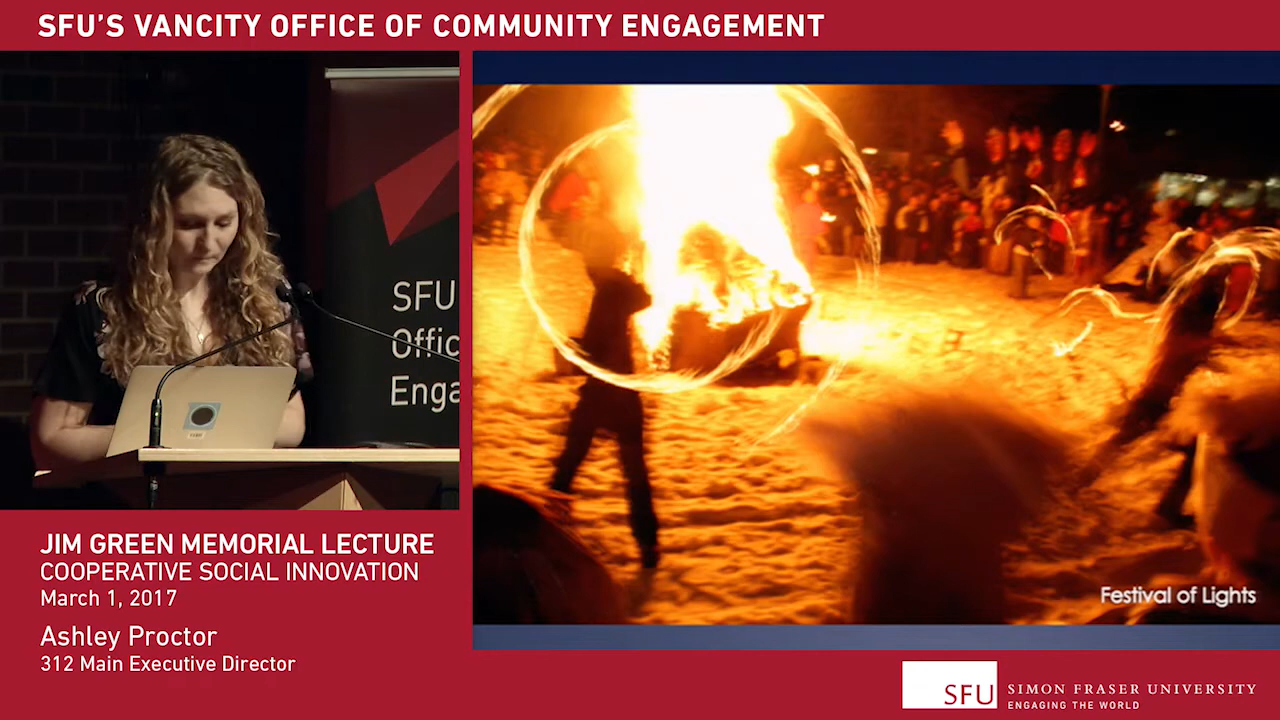 SFU'S VANCITY OFFICE OF COMMUNITY ENGAGEMENT
SFU
Offic
Enga
Festival of Lights
JIM GREEN MEMORIAL LECTURE
COOPERATIVE SOCIAL INNOVATION
March 1, 2017
Ashley Proctor
312 Main Executive Director
SFU
SIMON FRASER UNIVERSITY
ENGAGING THE WORLD